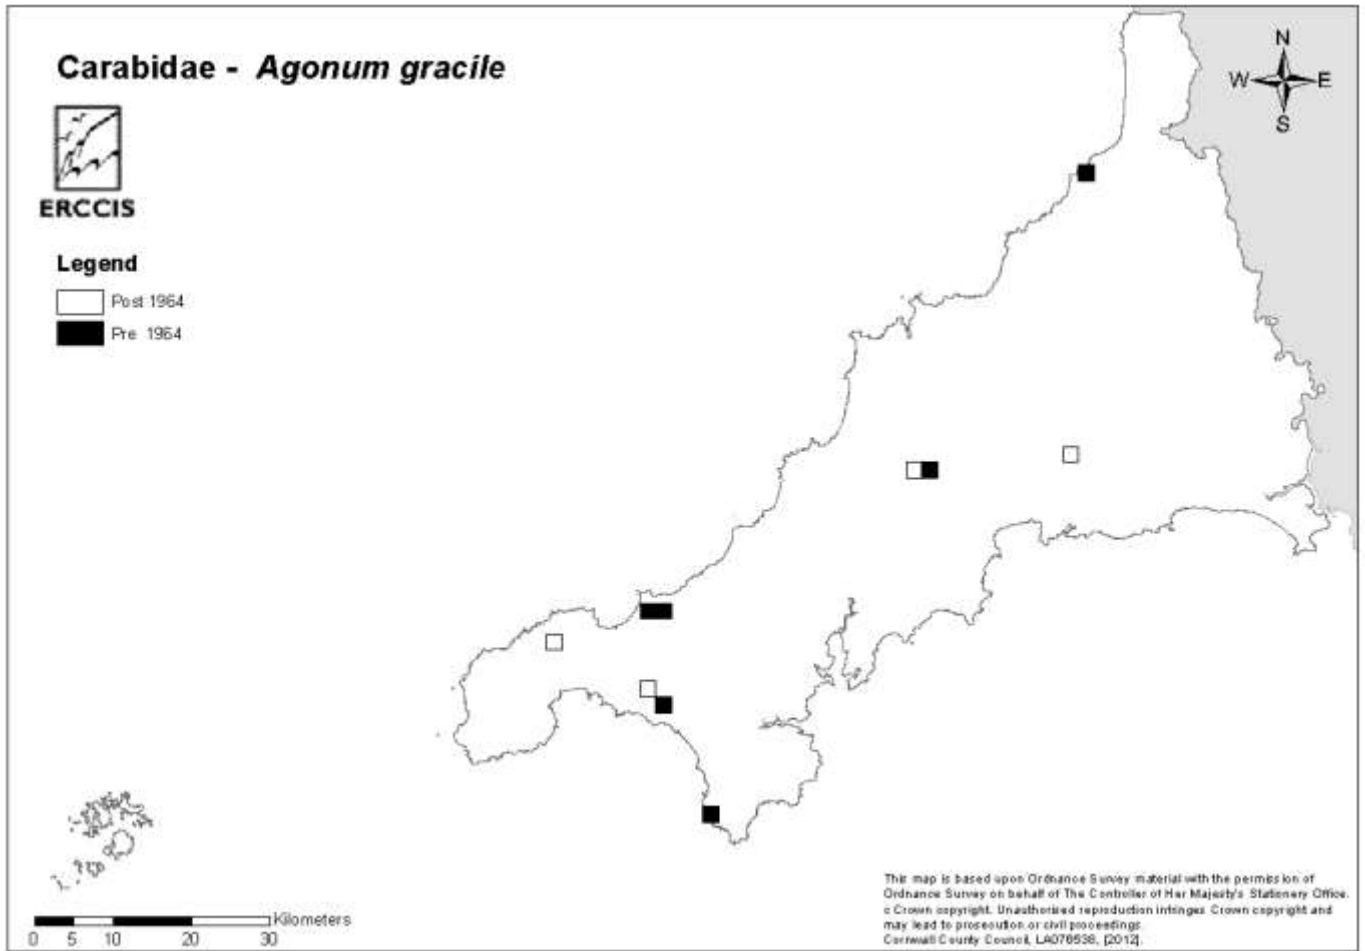 Carabidae - Agonum gracile
N
W E
S
ERCCIS
Legend
Post 1964
Pre 1964
This map is based upon Ordnance Survey material with the permission of
Ordnance Survey on behalf of The Controller of Her Majesty's Stationery Office.
c Crown copyright. Unauthorised reproduction infringes Crown copyright and
may lead to prosecution or civil proceedings.
Cornwall County Council, LA076538, [2012].
Kilometers
0 5 10 20 30